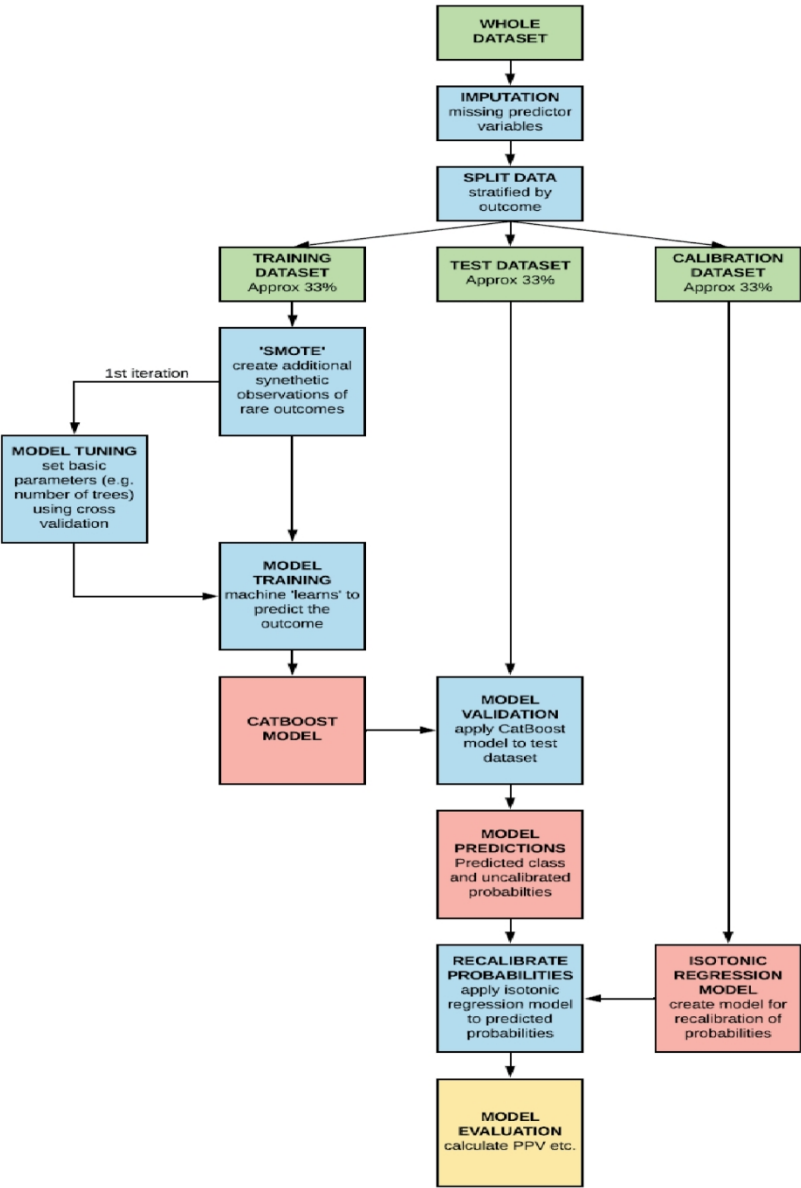 WHOLE
DATASET
IMPUTATION
missing predictor
variables
SPLIT DATA
stratified by
outcome
TRAINING
DATASET
Approx 33%
TEST DATASET
Approx 33%
CALIBRATION
DATASET
Approx 33%
'SMOTE'
create additional
synethetic
observations of
rare outcomes
1st iteration
MODEL TUNING
set basic
parameters (e.g.
number of trees)
using cross
validation
MODEL
TRAINING
machine 'learns' to
predict the
outcome
CATBOOST
MODEL
MODEL
VALIDATION
apply CatBoost
model to test
dataset
MODEL
PREDICTIONS
Predicted class
and uncalibrated
probabilties
RECALIBRATE
PROBABILITIES
apply isotonic
regression model
to predicted
probabilities
ISOTONIC
REGRESSION
MODEL
create model for
recalibration of
probabilities
MODEL
EVALUATION
calculate PPV etc.